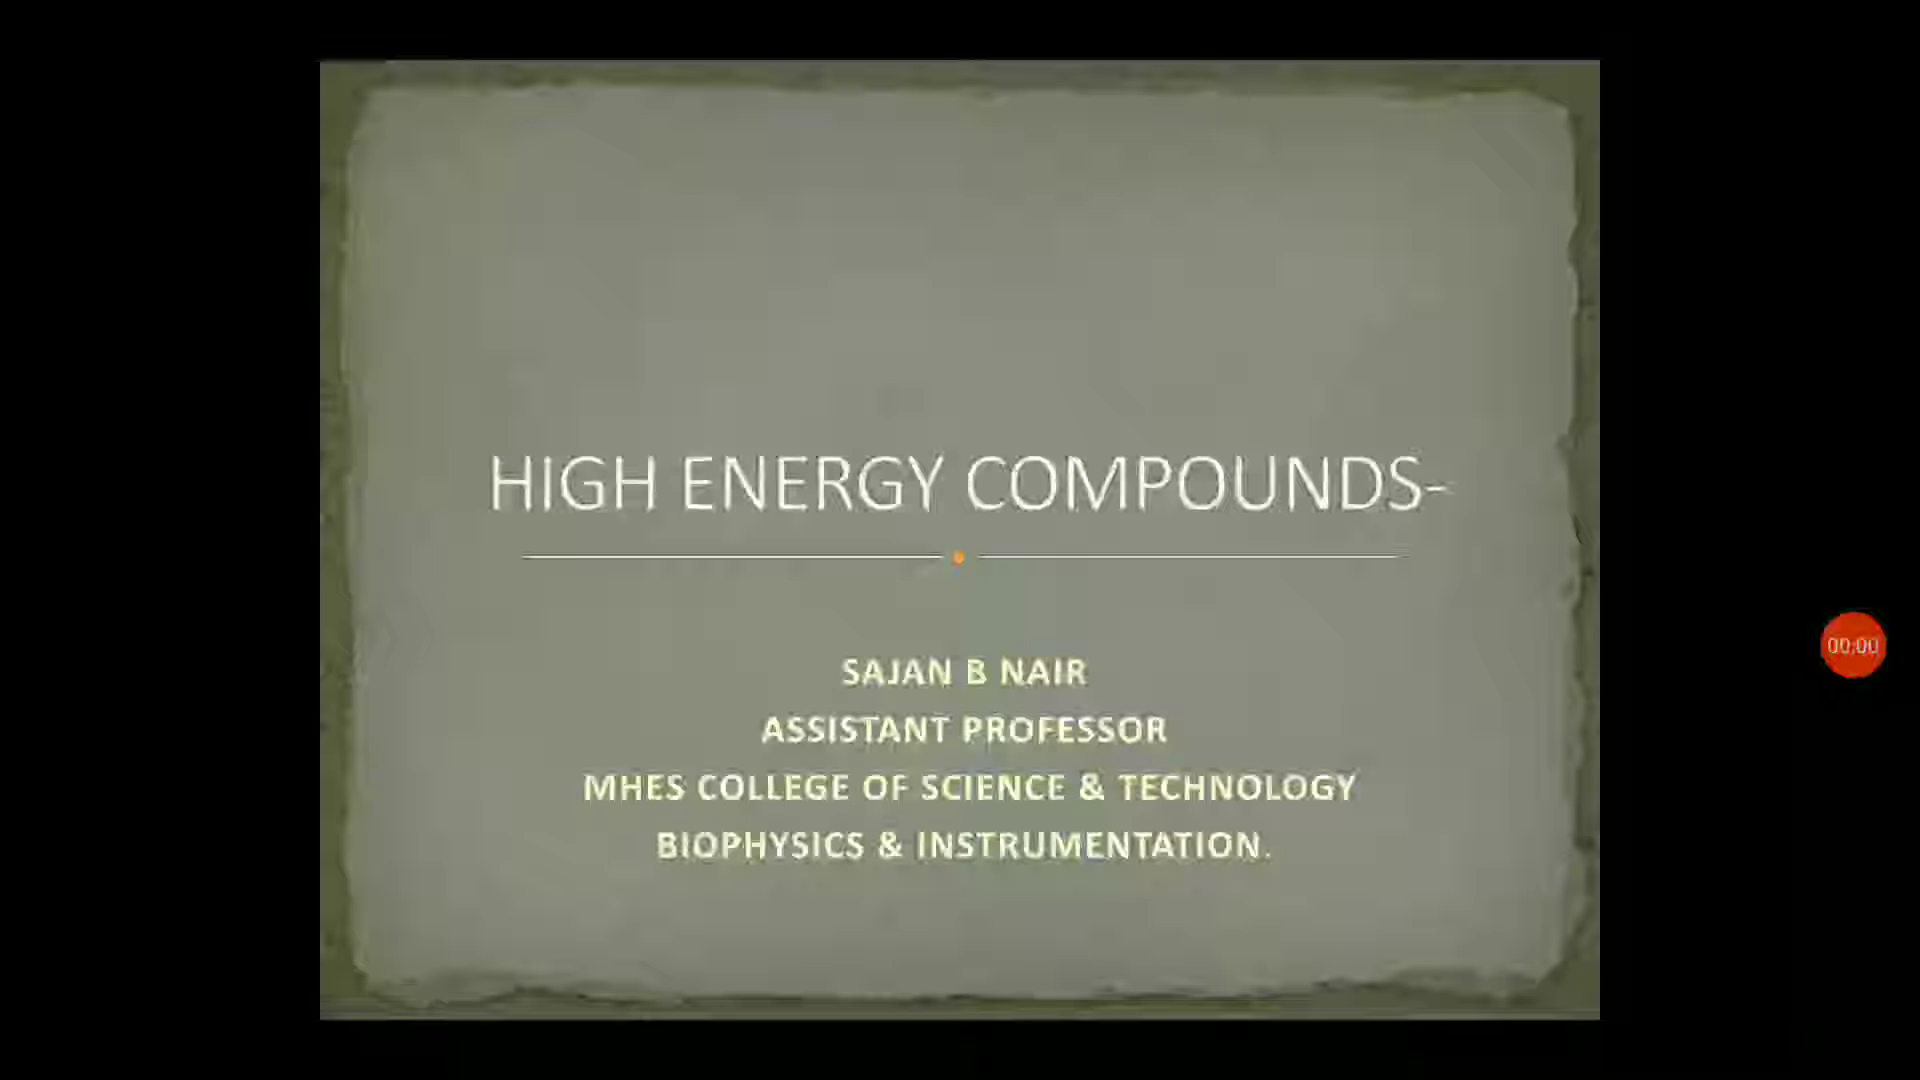 HIGH ENERGY COMPOUNDS-
SAJAN B NAIR
ASSISTANT PROFESSOR
MHES COLLEGE OF SCIENCE & TECHNOLOGY
BIOPHYSICS & INSTRUMENTATION.
00:00